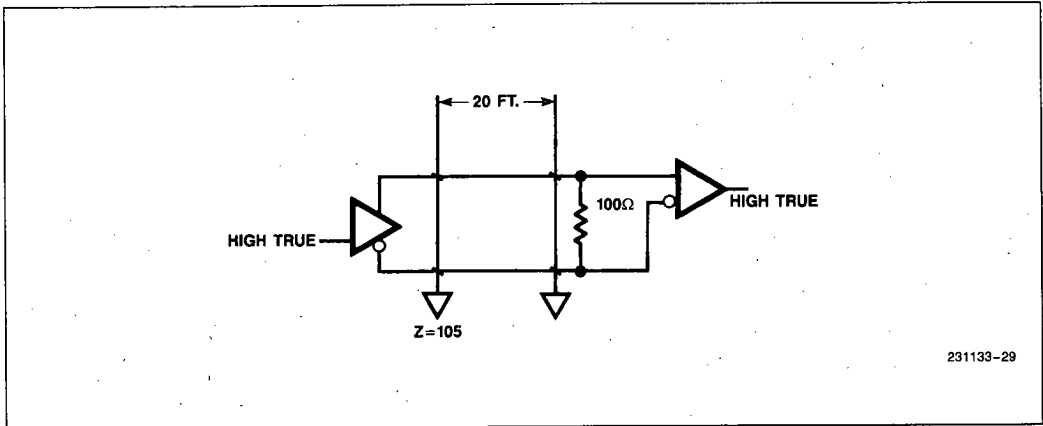 20 FT.
100Ω
HIGH TRUE
HIGH TRUE
Z=105
231133-29